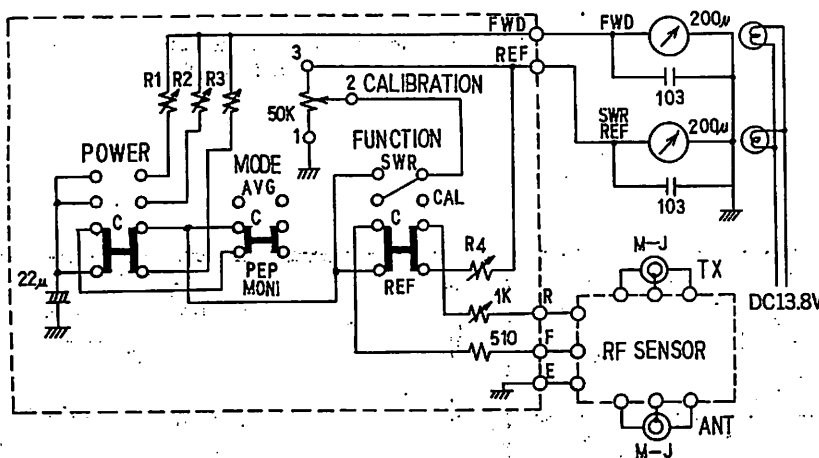 FWD
FWD
200μ
REF
R1
R2
R3
3
2 CALIBRATION
103
50K
SWR
REF
200μ
1
FUNCTION
SWR
POWER
MODE
AVG
CAL
103
C
C
C
R4
M-J
TX
22μ
PEP
MONI
REF
1K
R
DC13.8V
510
F
RF SENSOR
E
ANT
M-J